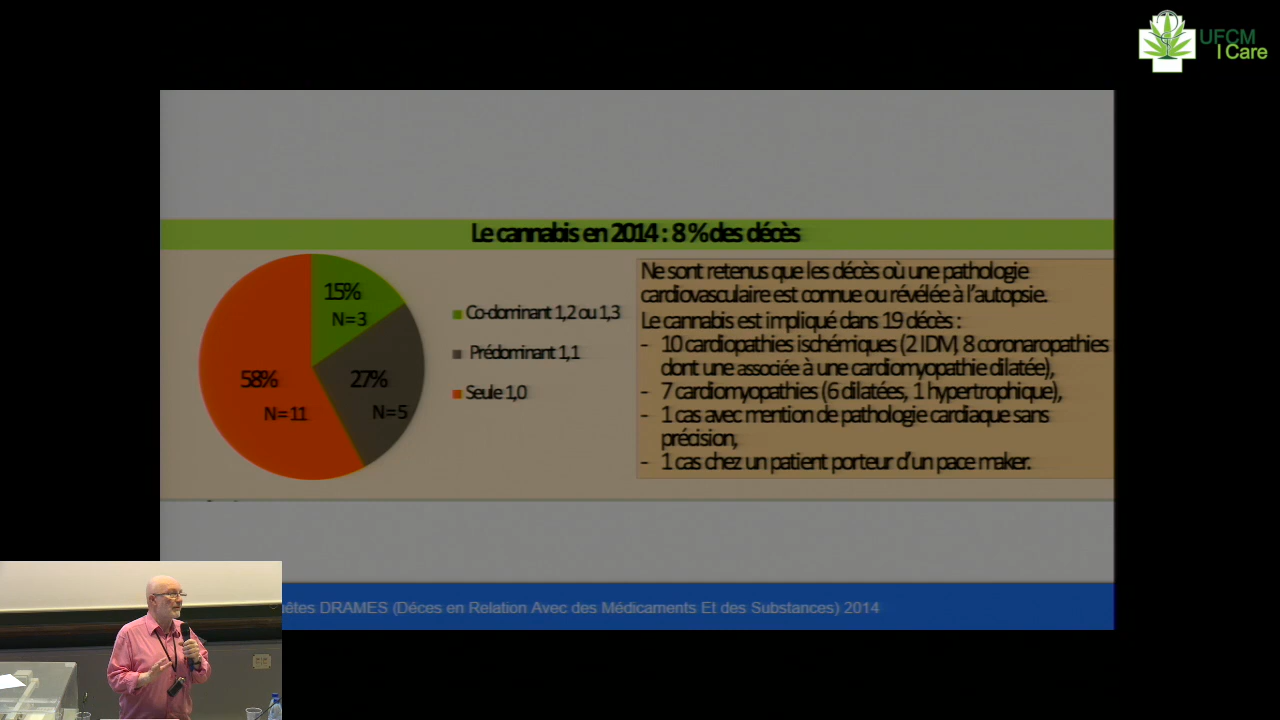 UFCM
I Care
Le cannabis en 2014 : 8 % des décès
15%
N=3
58%
N=11
27%
N=5
Co-dominant 1,2 ou 1,3
Prédominant 1,1
Seule 1,0
Ne sont retenus que les décès où une pathologie
cardiovasculaire est connue ou révélée à l'autopsie.
Le cannabis est impliqué dans 19 décès :
- 10 cardiopathies ischémiques (2 IDM, 8 coronaropathies
dont une associée à une cardiomyopathie dilatée),
- 7 cardiomyopathies (6 dilatées, 1 hypertrophique),
- 1 cas avec mention de pathologie cardiaque sans
précision,
- 1 cas chez un patient porteur d'un pace maker.
DRAMES (Déces en Relation Avec des Médicaments Et des Substances) 2014